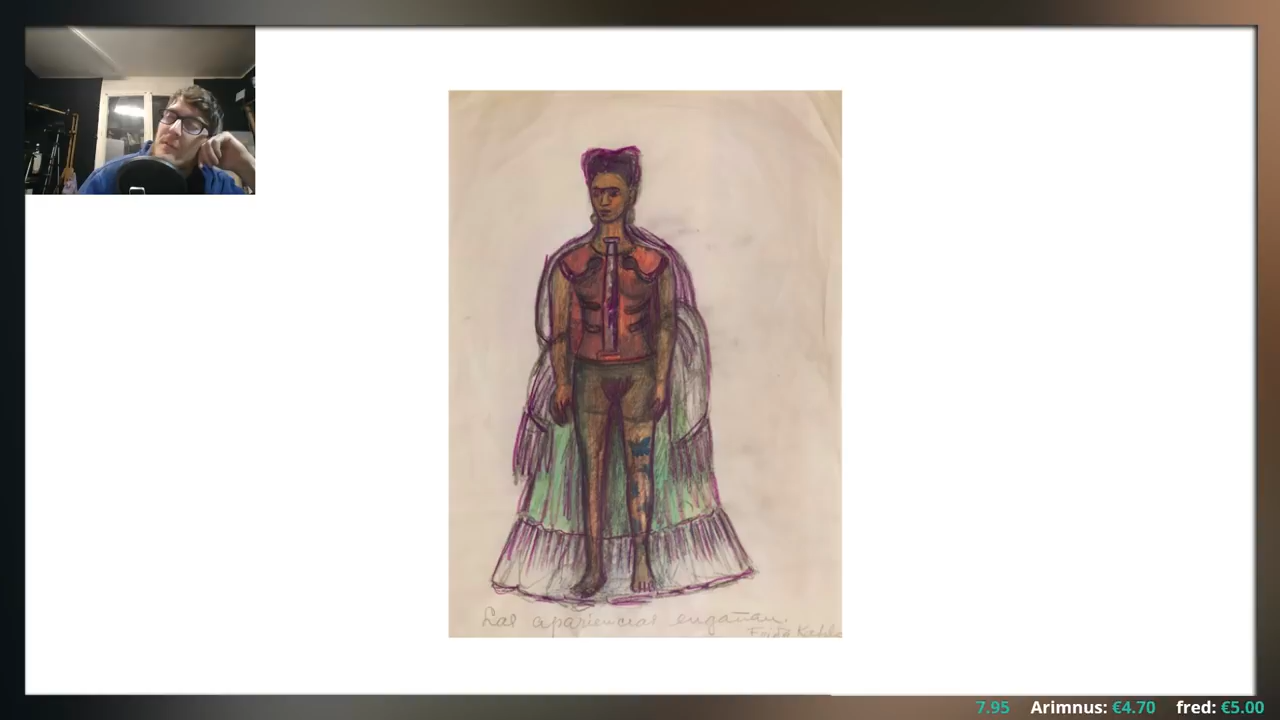 Las apariencias engañan.
Frida Kahlo
7.95 Arimnus: €4.70 fred: €5.00